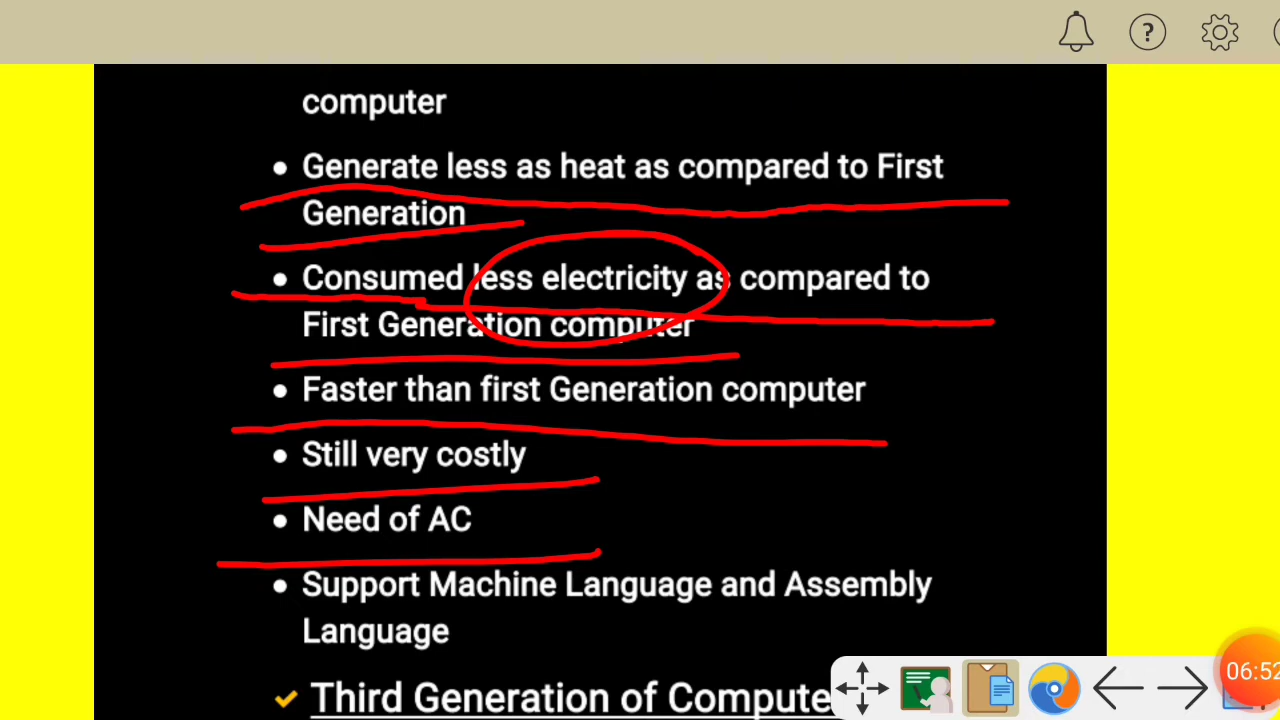 computer
• Generate less as heat as compared to First
Generation
• Consumed less electricity as compared to
First Generation computer
• Faster than first Generation computer
• Still very costly
• Need of AC
• Support Machine Language and Assembly
Language
Third Generation of Compute
06:52